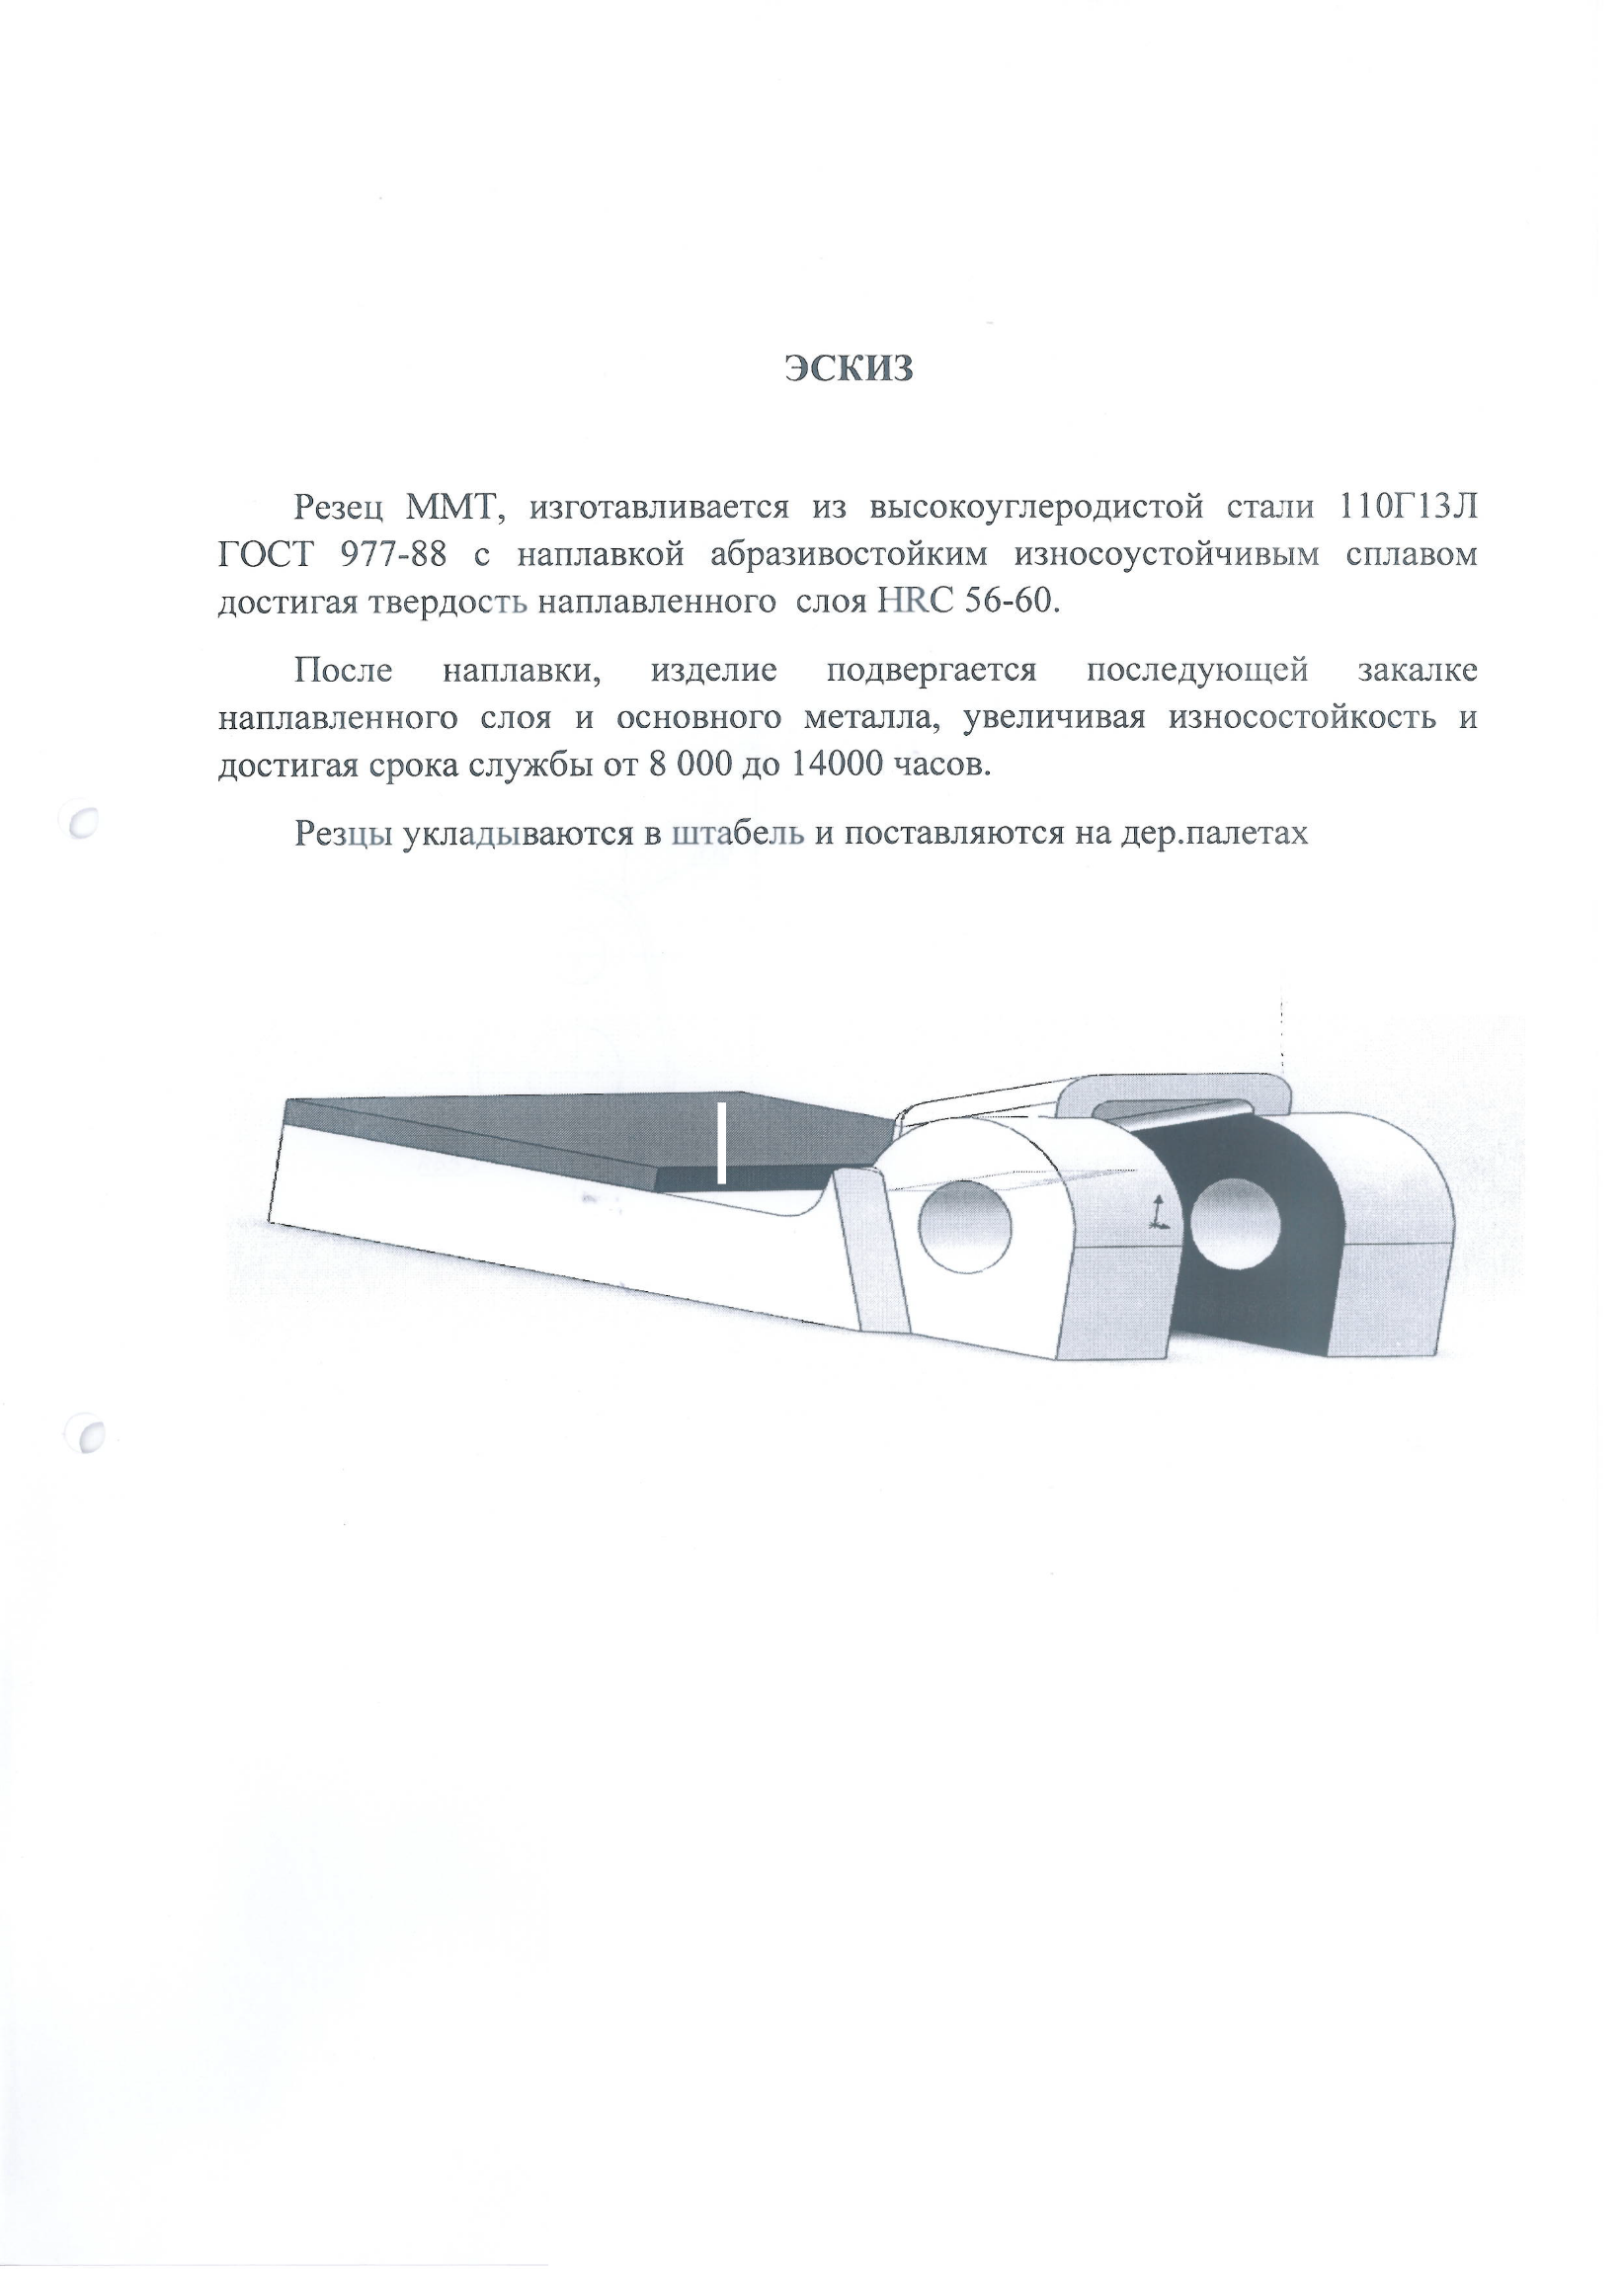 ЭСКИЗ
Резец ММТ, изготавливается из высокоуглеродистой стали 110Г13Л
ГОСТ 977-88 с наплавкой абразивостойким износоустойчивым сплавом
достигая твердость наплавленного слоя HRC 56-60.
После наплавки, изделие подвергается последующей закалке
наплавленного слоя и основного металла, увеличивая износостойкость и
достигая срока службы от 8 000 до 14000 часов.
Резцы укладываются в штабель и поставляются на дер.палетах